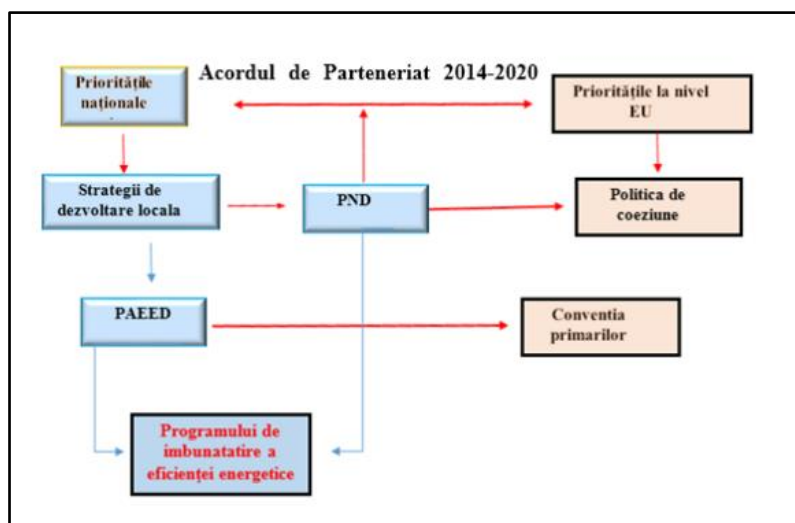 Acordul de Parteneriat 2014-2020
Prioritățile
naționale
Prioritățile la nivel
EU
Strategii de
dezvoltare locala
PND
Politica de
coeziune
PAEED
Conventia
primarilor
Programului de
imbunatatire a
eficienței energetice